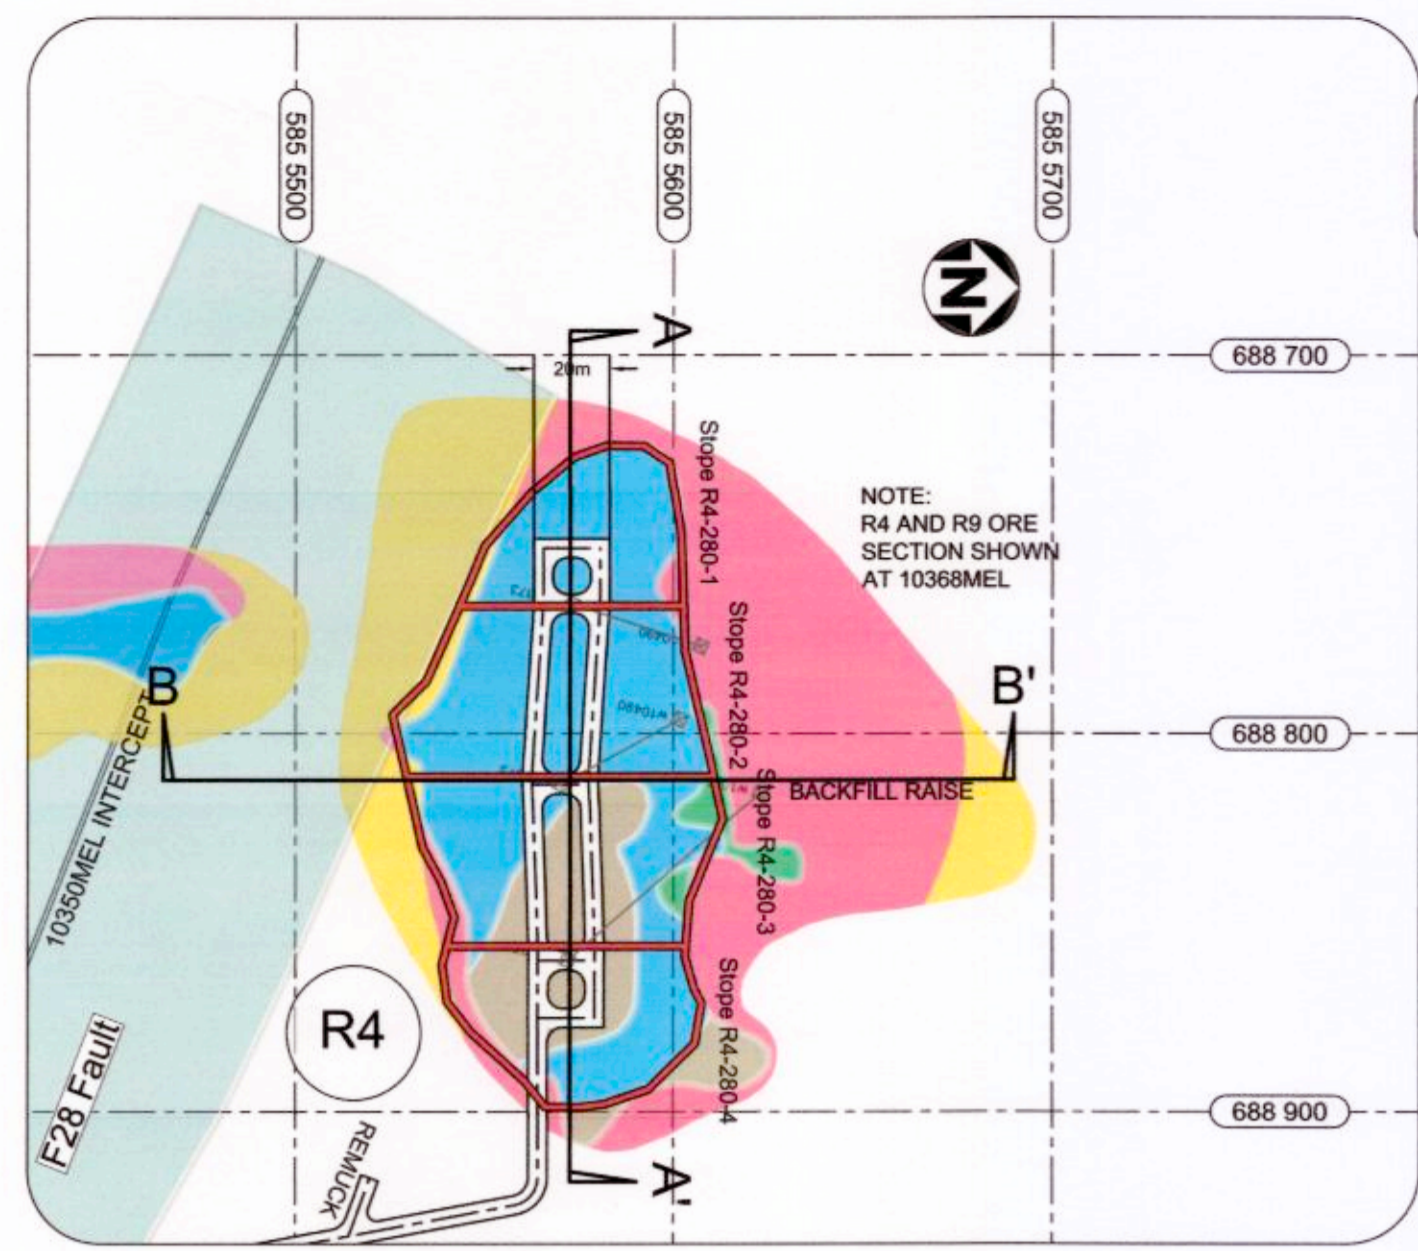 585 5500
585 5600
585 5700
N
A
688 700
20m
Stope R4-280-1
NOTE:
R4 AND R9 ORE
SECTION SHOWN
AT 10368MEL
10490
Stope R4-280-2
w10490
B
B'
688 800
BACKFILL RAISE
Stope R4-280-3
10350MEL INTERCEPT
Stope R4-280-4
R4
F28 Fault
688 900
REMUCK
A'